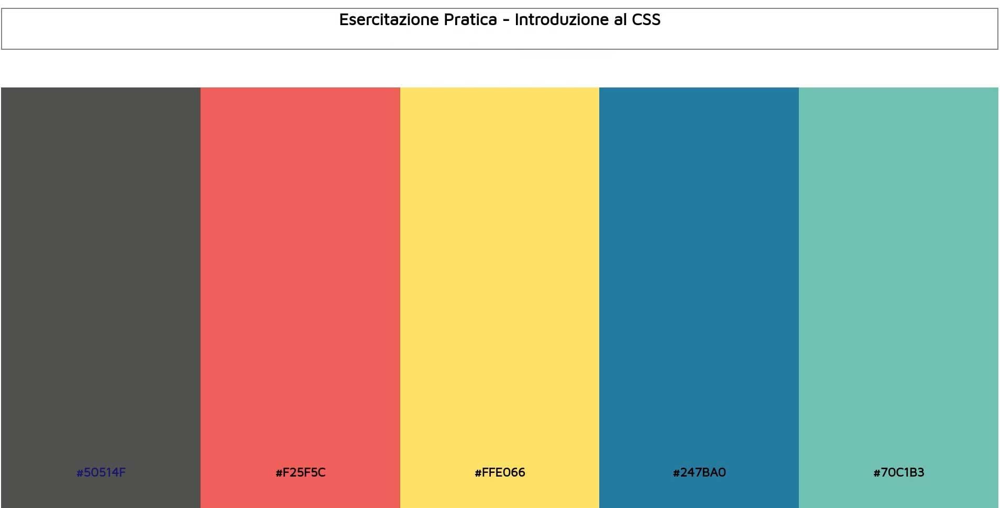 Esercitazione Pratica - Introduzione al CSS
#50514F
#F25F5C
#FFE066
#247BA0
#70C1B3